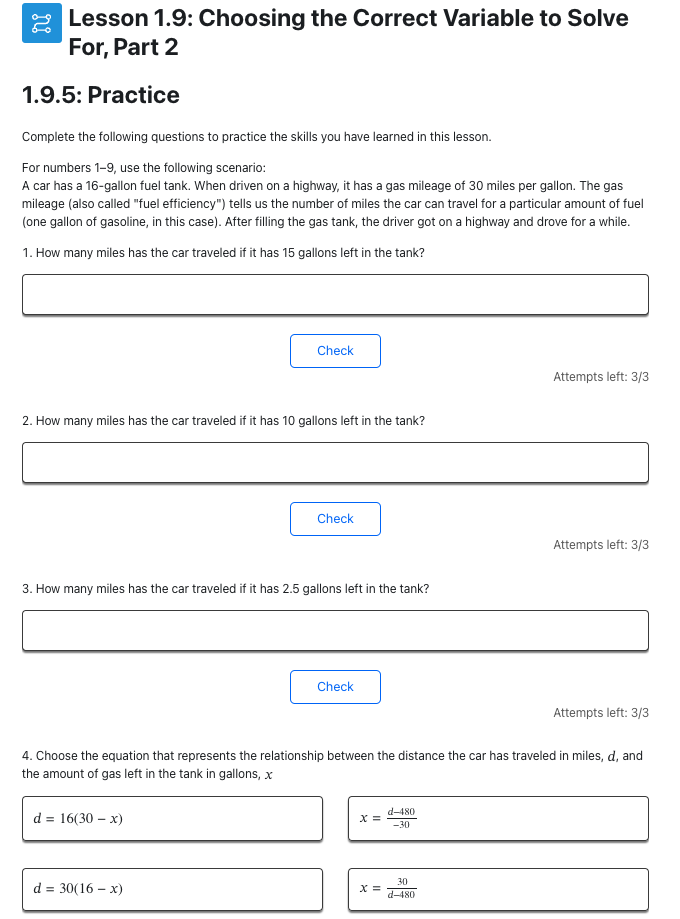 Lesson 1.9: Choosing the Correct Variable to Solve
For, Part 2
1.9.5: Practice
Complete the following questions to practice the skills you have learned in this lesson.
For numbers 1–9, use the following scenario:
A car has a 16-gallon fuel tank. When driven on a highway, it has a gas mileage of 30 miles per gallon. The gas
mileage (also called "fuel efficiency") tells us the number of miles the car can travel for a particular amount of fuel
(one gallon of gasoline, in this case). After filling the gas tank, the driver got on a highway and drove for a while.
1. How many miles has the car traveled if it has 15 gallons left in the tank?
Check
Attempts left: 3/3
2. How many miles has the car traveled if it has 10 gallons left in the tank?
Check
Attempts left: 3/3
3. How many miles has the car traveled if it has 2.5 gallons left in the tank?
Check
Attempts left: 3/3
4. Choose the equation that represents the relationship between the distance the car has traveled in miles, d, and
the amount of gas left in the tank in gallons, x
d = 16(30 − x)
x = d–480/–30
d = 30(16 − x)
x = 30/d–480